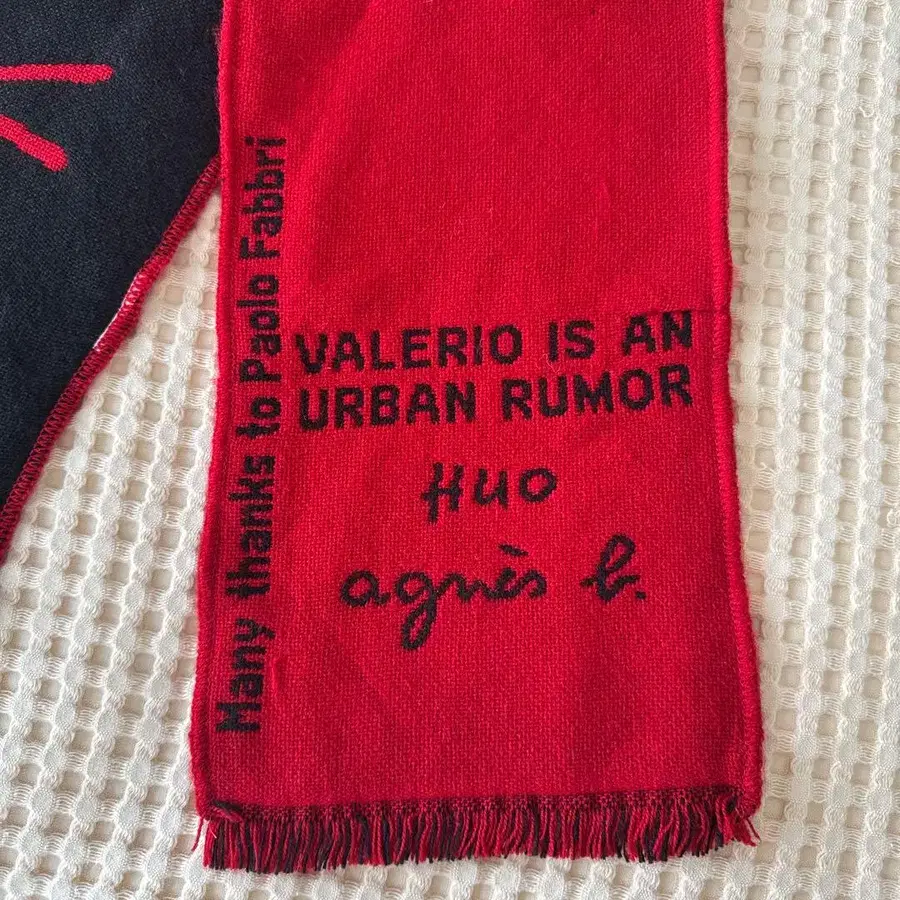 Many thanks to Paolo Fabbri
VALERIO IS AN
URBAN RUMOR
HUO
agnès b.